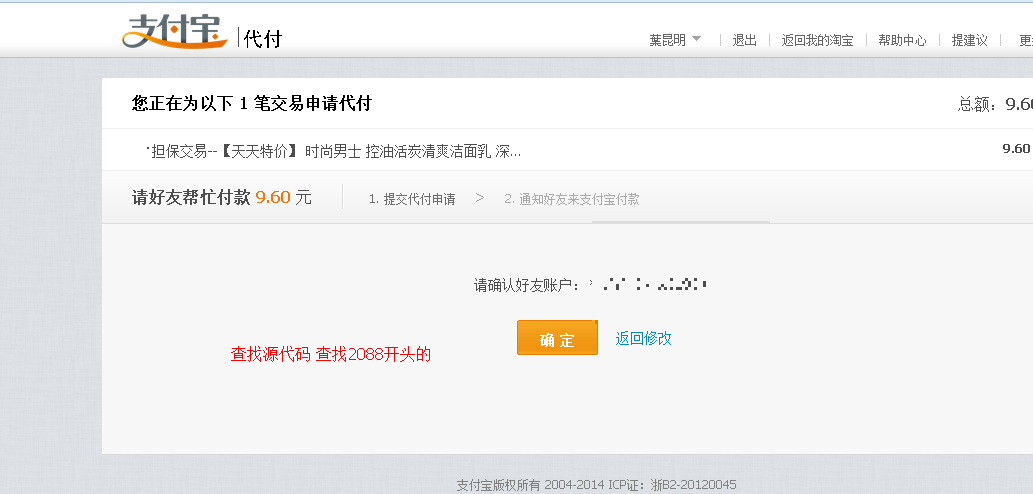 支付宝 代付
葉昆明 退出 返回我的淘宝 帮助中心 提建议
您正在为以下 1 笔交易申请代付 总额：9.6
·担保交易--【天天特价】 时尚男士 控油活炭清爽洁面乳 深... 9.60
请好友帮忙付款 9.60 元 1. 提交代付申请 > 2. 通知好友来支付宝付款
请确认好友账户：
确 定 返回修改
查找源代码 查找2088开头的
支付宝版权所有 2004-2014 ICP证：浙B2-20120045